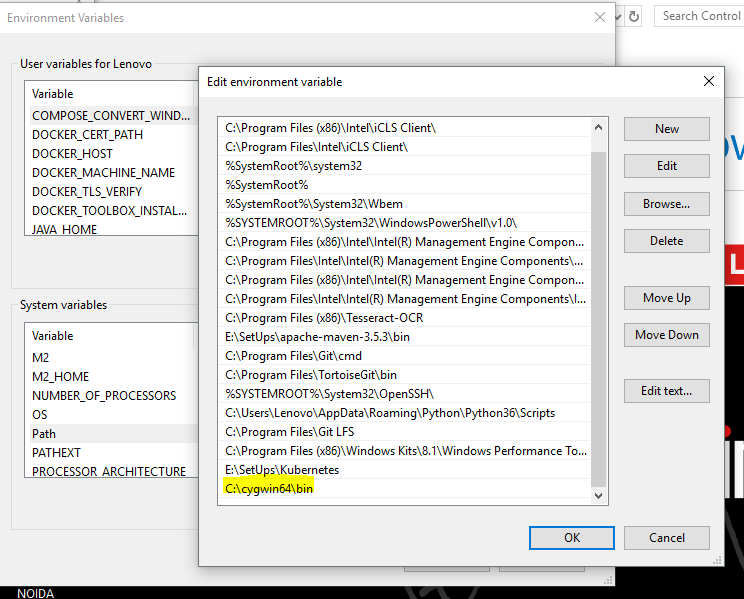 Environment Variables
Search Control
User variables for Lenovo
Variable
COMPOSE_CONVERT_WIND...
DOCKER_CERT_PATH
DOCKER_HOST
DOCKER_MACHINE_NAME
DOCKER_TLS_VERIFY
DOCKER_TOOLBOX_INSTAL...
JAVA_HOME
System variables
Variable
M2
M2_HOME
NUMBER_OF_PROCESSORS
OS
Path
PATHEXT
PROCESSOR_ARCHITECTURE
Edit environment variable
C:\Program Files (x86)\Intel\iCLS Client\
C:\Program Files\Intel\iCLS Client\
%SystemRoot%\system32
%SystemRoot%
%SystemRoot%\System32\Wbem
%SYSTEMROOT%\System32\WindowsPowerShell\v1.0\
C:\Program Files (x86)\Intel\Intel(R) Management Engine Compon...
C:\Program Files\Intel\Intel(R) Management Engine Components\...
C:\Program Files (x86)\Intel\Intel(R) Management Engine Compon...
C:\Program Files\Intel\Intel(R) Management Engine Components\I...
C:\Program Files (x86)\Tesseract-OCR
E:\SetUps\apache-maven-3.5.3\bin
C:\Program Files\Git\cmd
C:\Program Files\TortoiseGit\bin
%SYSTEMROOT%\System32\OpenSSH\
C:\Users\Lenovo\AppData\Roaming\Python\Python36\Scripts
C:\Program Files\Git LFS
C:\Program Files (x86)\Windows Kits\8.1\Windows Performance To...
E:\SetUps\Kubernetes
C:\cygwin64\bin
New
Edit
Browse...
Delete
Move Up
Move Down
Edit text...
OK
Cancel
NOIDA